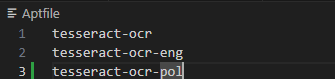 Aptfile
1 tesseract-ocr
2 tesseract-ocr-eng
3 tesseract-ocr-pol